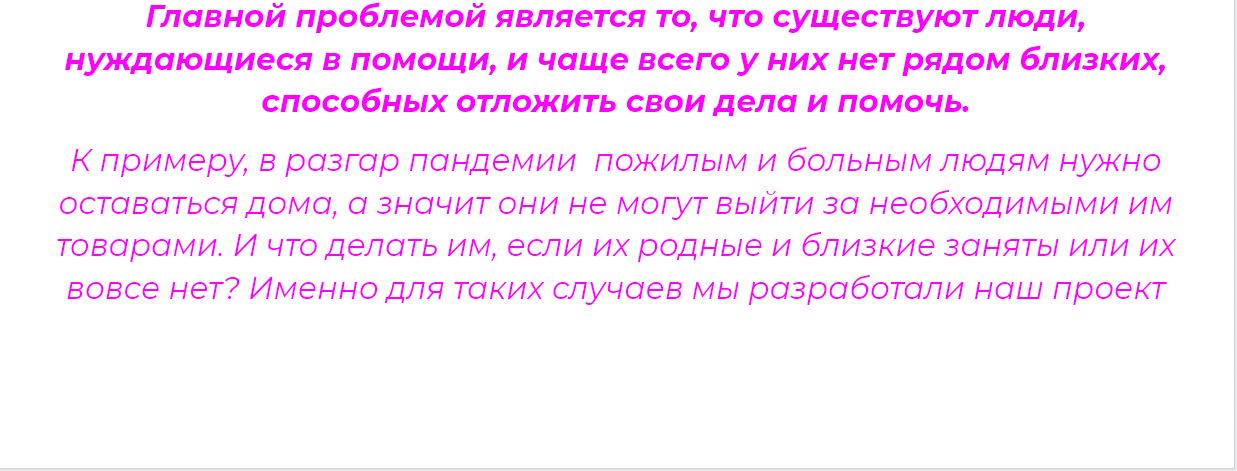 Главной проблемой является то, что существуют люди,
нуждающиеся в помощи, и чаще всего у них нет рядом близких,
способных отложить свои дела и помочь.
К примеру, в разгар пандемии  пожилым и больным людям нужно
оставаться дома, а значит они не могут выйти за необходимыми им
товарами. И что делать им, если их родные и близкие заняты или их
вовсе нет? Именно для таких случаев мы разработали наш проект